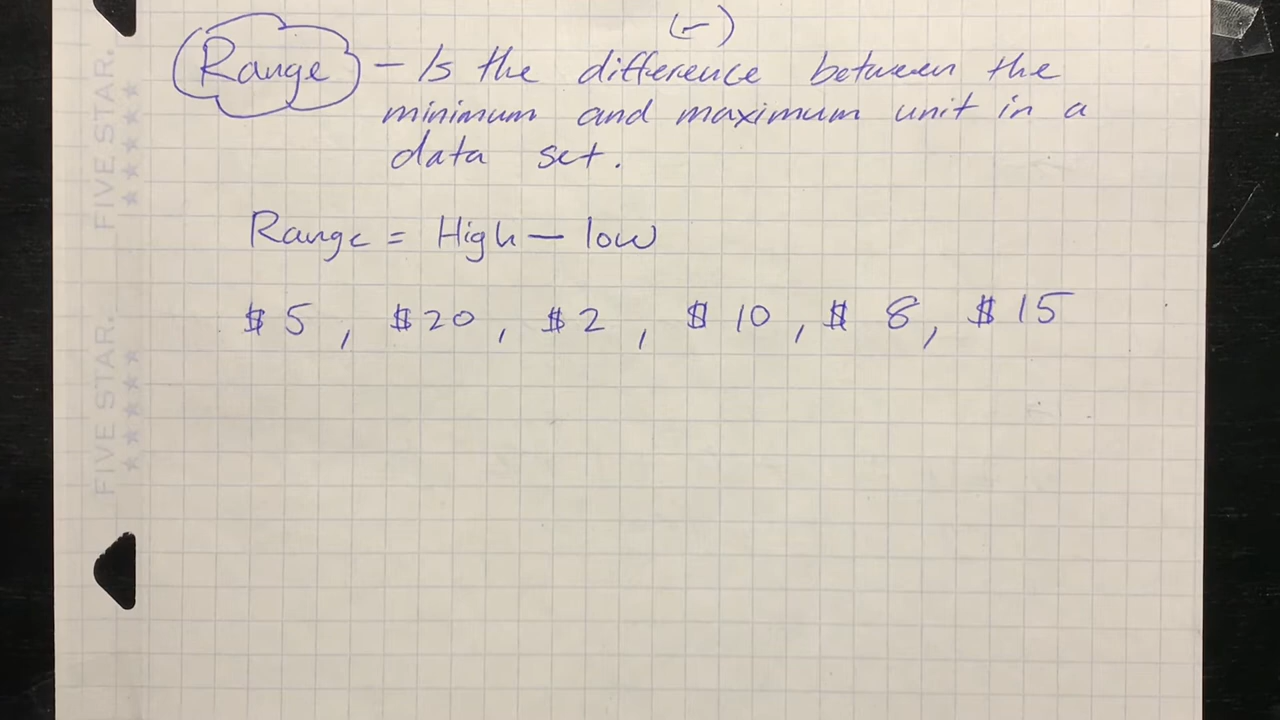 (-)
Range - Is the difference between the
minimum and maximum unit in a
data set.
Range = High - low
$5, $20, $2, $10, $8, $15
FIVE STAR.
FIVE STAR.